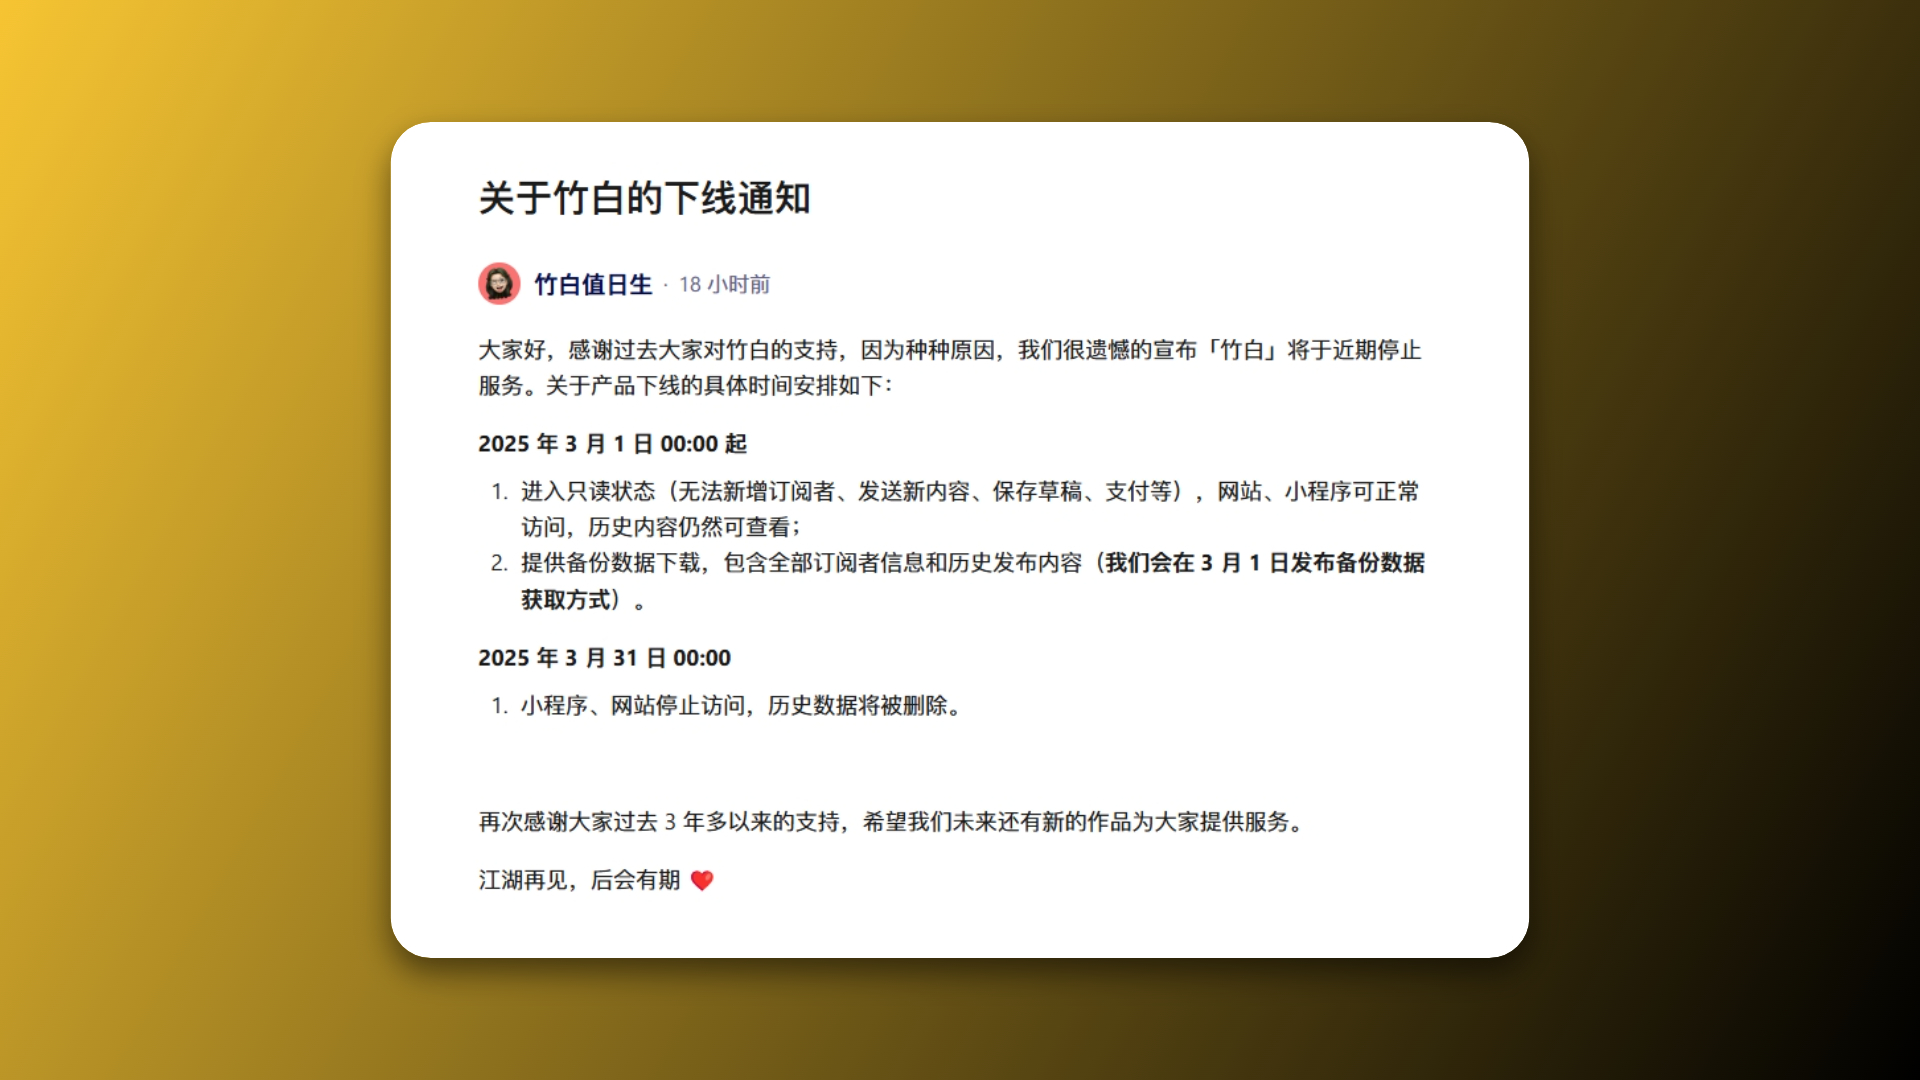 关于竹白的下线通知
竹白值日生 · 18 小时前
大家好，感谢过去大家对竹白的支持，因为种种原因，我们很遗憾的宣布「竹白」将于近期停止
服务。关于产品下线的具体时间安排如下：
2025 年 3 月 1 日 00:00 起
1. 进入只读状态（无法新增订阅者、发送新内容、保存草稿、支付等），网站、小程序可正常
访问，历史内容仍然可查看；
2. 提供备份数据下载，包含全部订阅者信息和历史发布内容（我们会在 3 月 1 日发布备份数据
获取方式）。
2025 年 3 月 31 日 00:00
1. 小程序、网站停止访问，历史数据将被删除。
再次感谢大家过去 3 年多以来的支持，希望我们未来还有新的作品为大家提供服务。
江湖再见，后会有期 ❤️